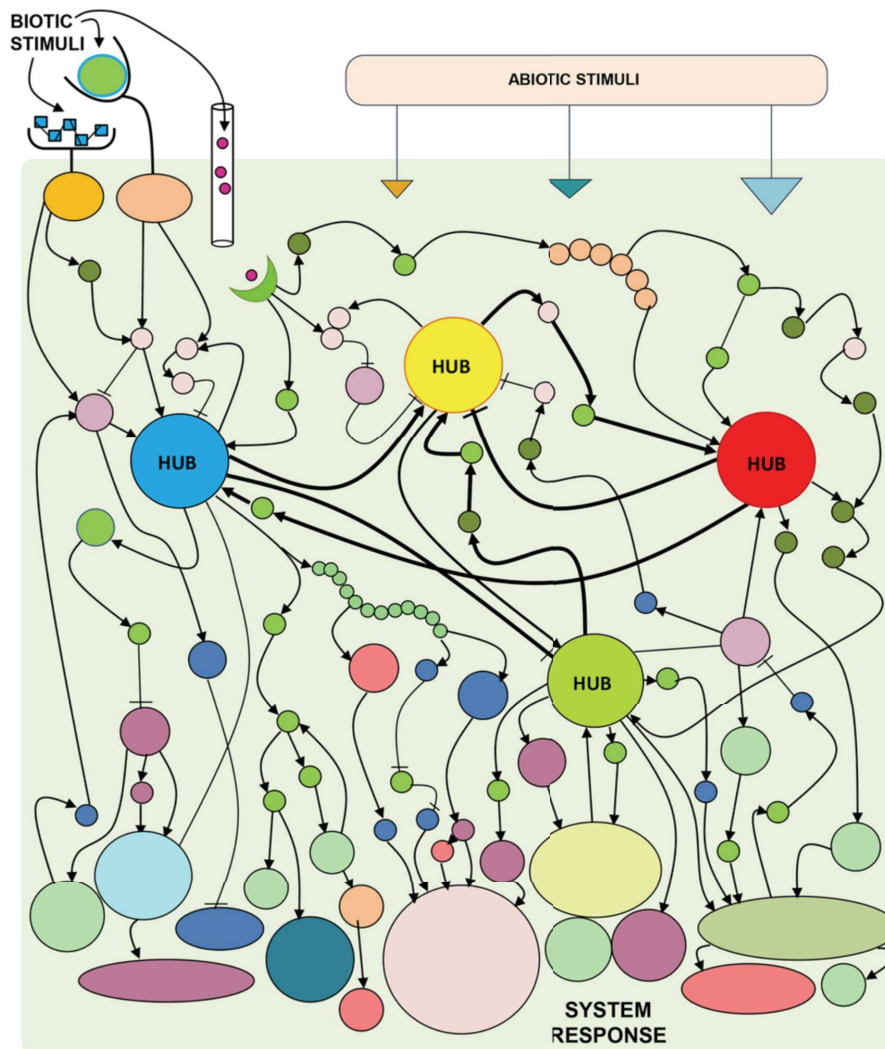 BIOTIC
STIMULI
ABIOTIC STIMULI
HUB
HUB
HUB
HUB
SYSTEM
RESPONSE